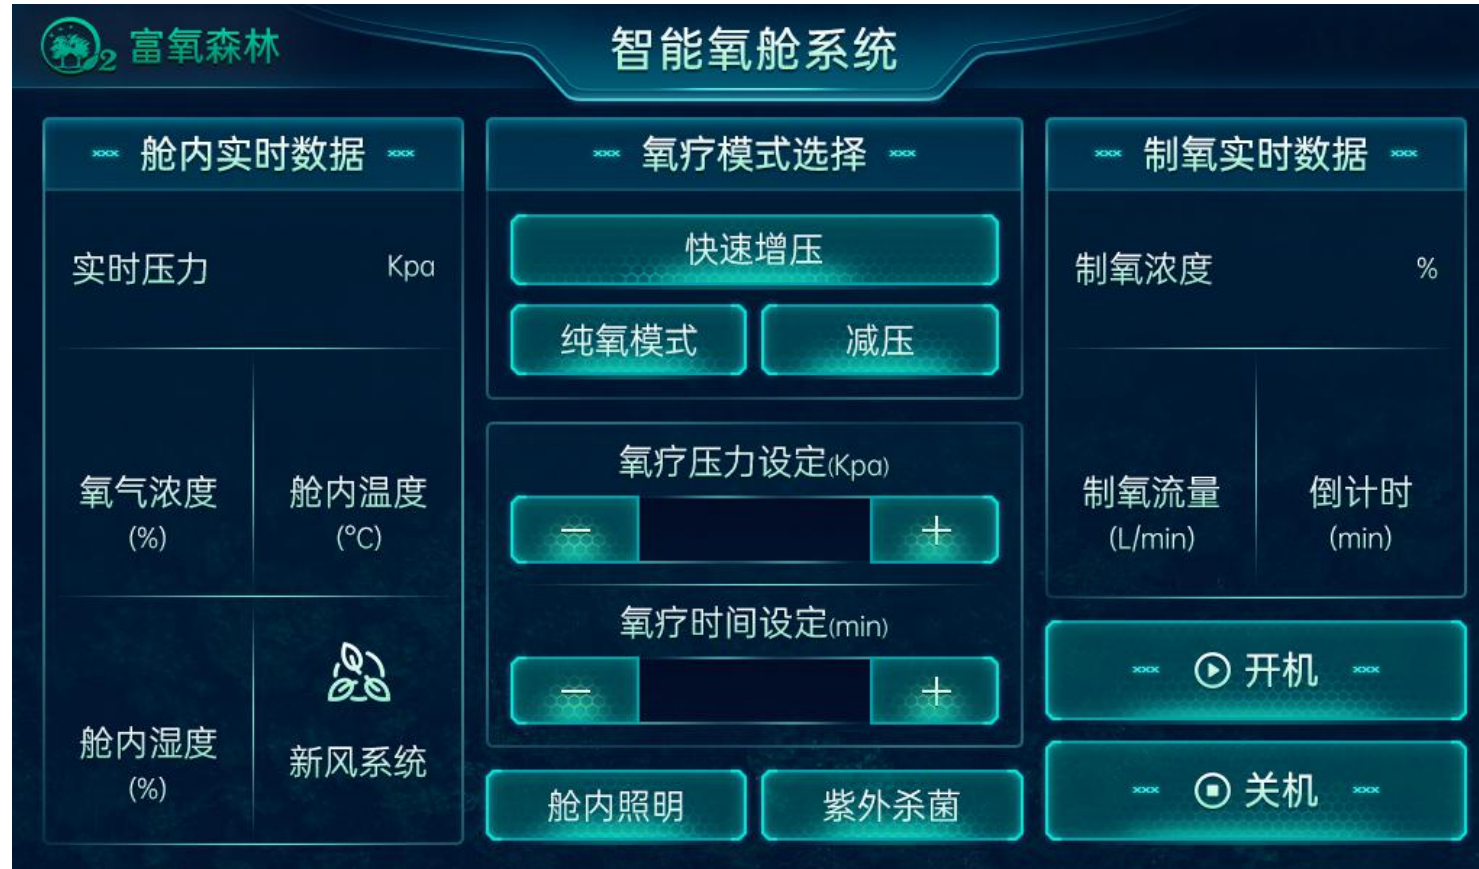 富氧森林
智能氧舱系统
舱内实时数据
实时压力 Kpa
氧气浓度 舱内温度
(%) (°C)
舱内湿度 新风系统
(%)
氧疗模式选择
快速增压
纯氧模式 减压
氧疗压力设定(Kpa)
− +
氧疗时间设定(min)
− +
舱内照明 紫外杀菌
制氧实时数据
制氧浓度 %
制氧流量 倒计时
(L/min) (min)
开机
关机